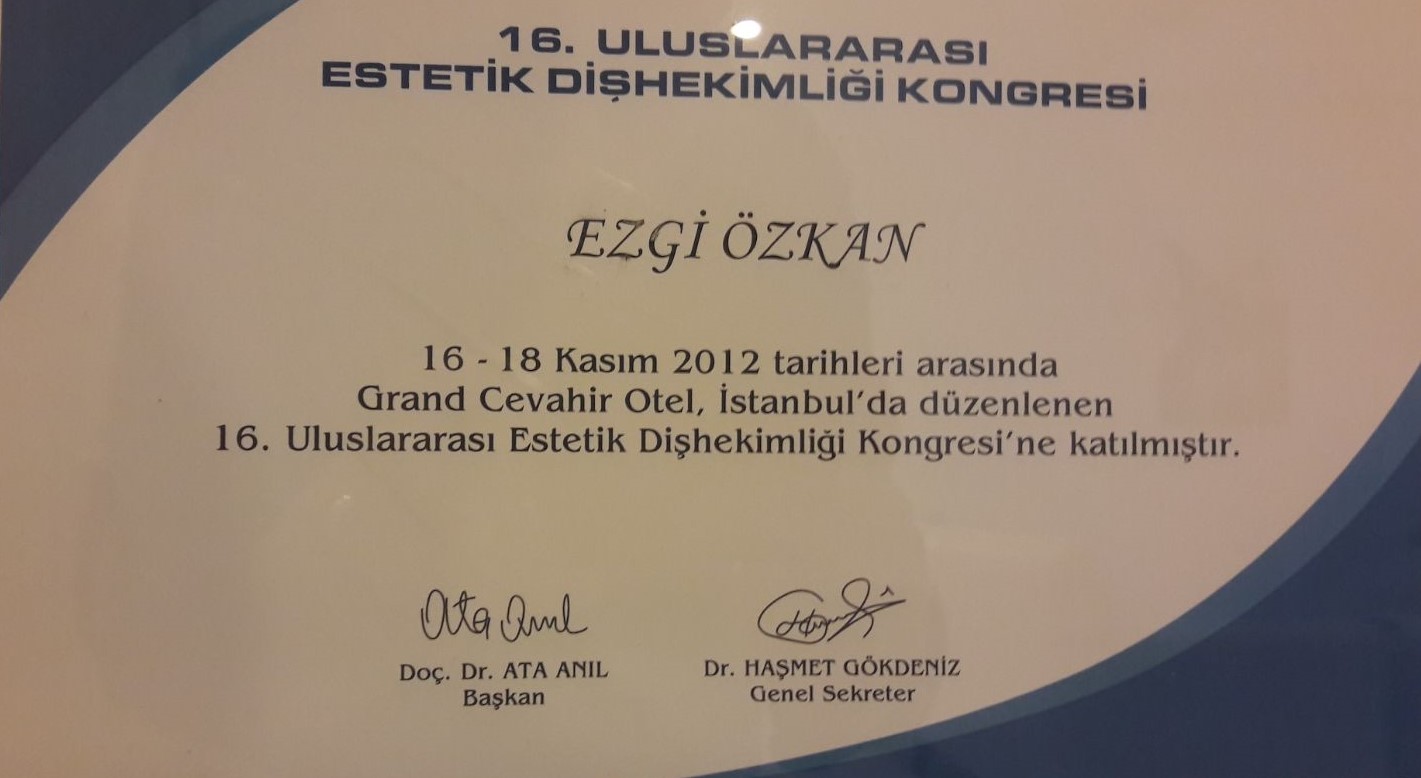 16. ULUSLARARASI
ESTETİK DİŞHEKİMLİĞİ KONGRESİ
EZGİ ÖZKAN
16 - 18 Kasım 2012 tarihleri arasında
Grand Cevahir Otel, İstanbul'da düzenlenen
16. Uluslararası Estetik Dişhekimliği Kongresi'ne katılmıştır.
Ata Anıl
Doç. Dr. ATA ANIL
Başkan
Dr. HAŞMET GÖKDENİZ
Genel Sekreter